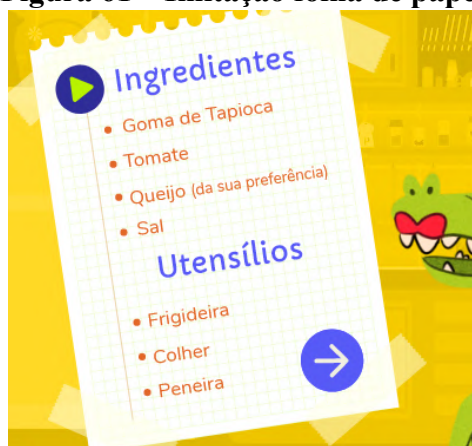 Ingredientes
• Goma de Tapioca
• Tomate
• Queijo (da sua preferência)
• Sal
Utensílios
• Frigideira
• Colher
• Peneira